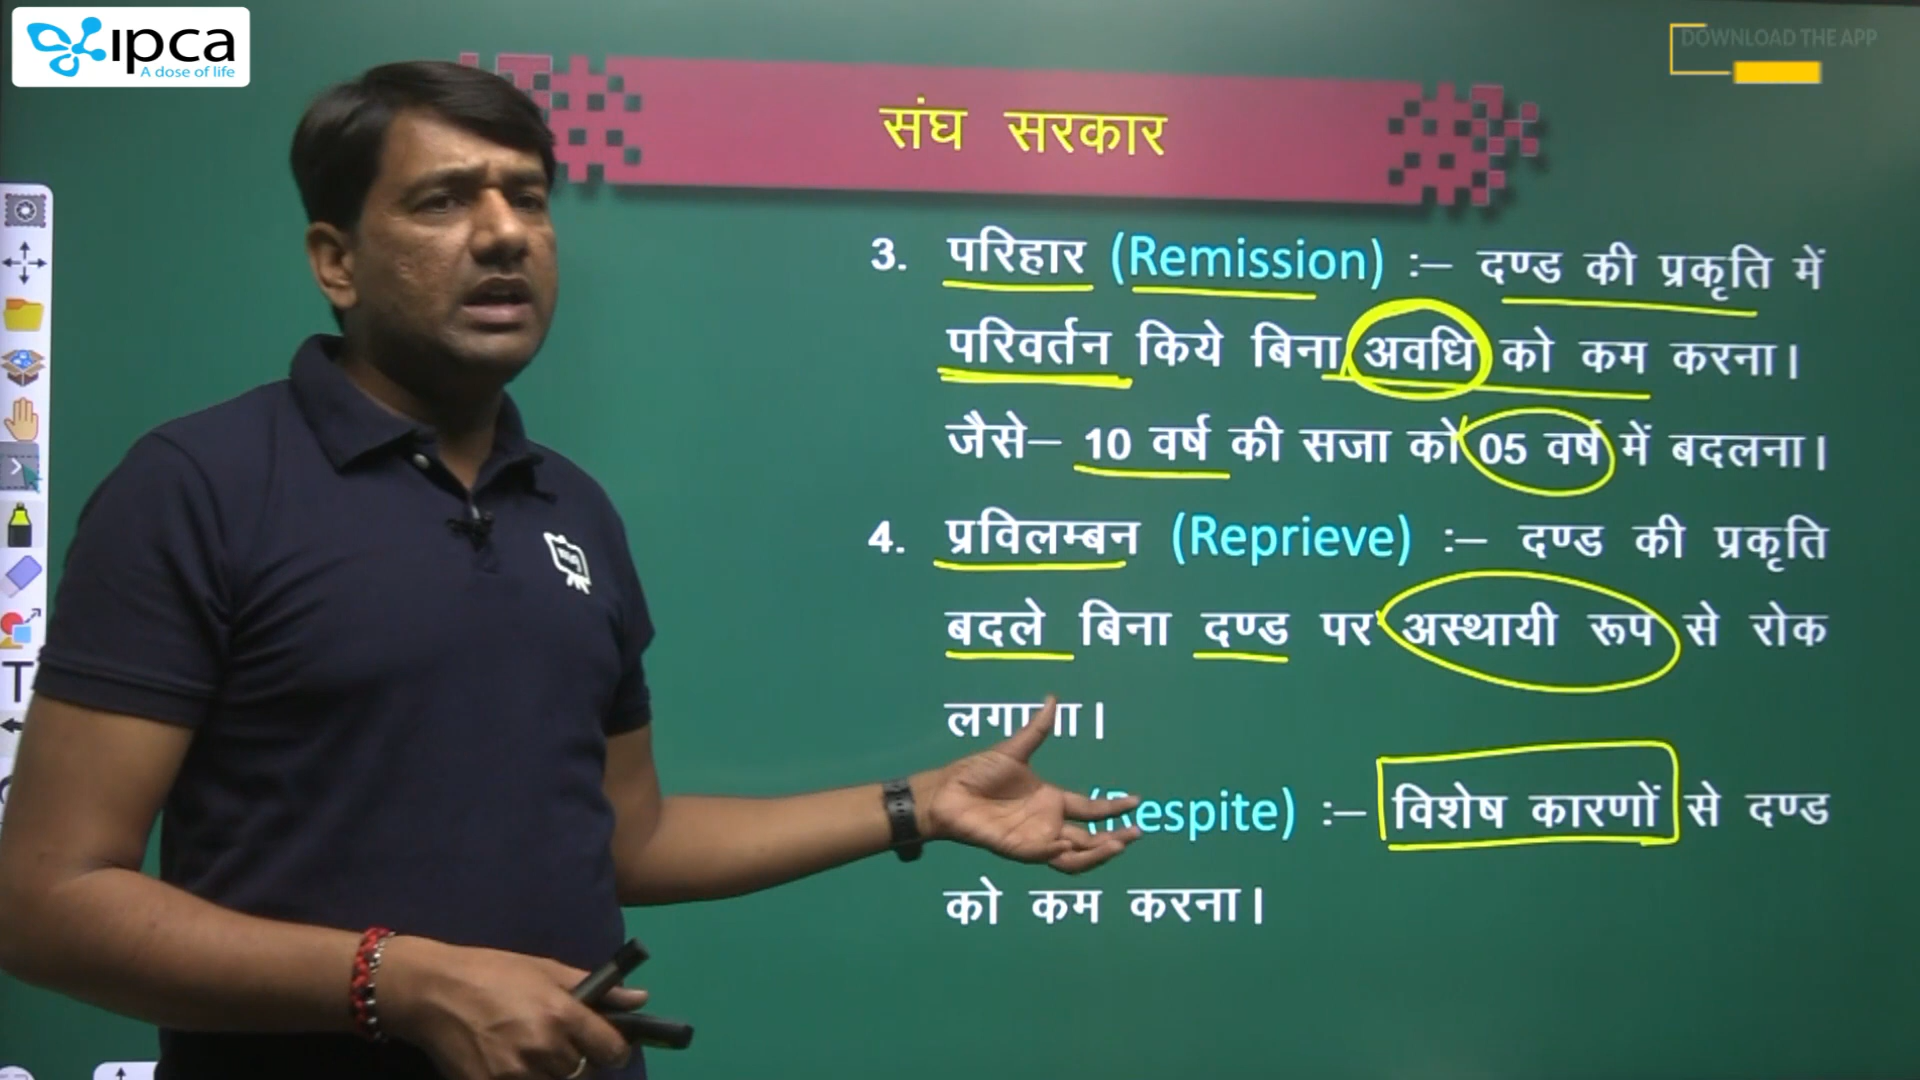 ipca
A dose of life
DOWNLOAD THE APP
संघ सरकार
3. परिहार (Remission) :– दण्ड की प्रकृति में
परिवर्तन किये बिना अवधि को कम करना।
जैसे– 10 वर्ष की सजा को 05 वर्ष में बदलना।
4. प्रविलम्बन (Reprieve) :– दण्ड की प्रकृति
बदले बिना दण्ड पर अस्थायी रूप से रोक
लगाना।
(Respite) :– विशेष कारणों से दण्ड
को कम करना।
T